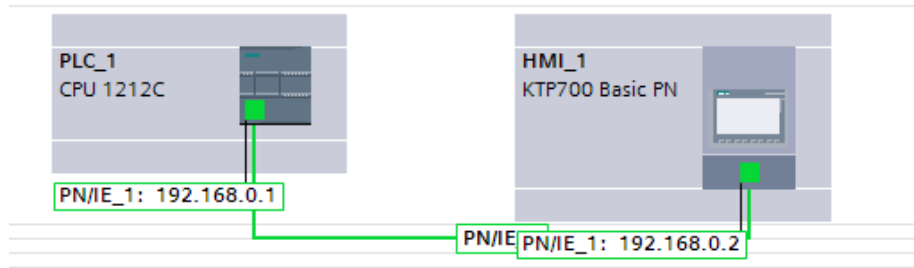 PLC_1
CPU 1212C
HMI_1
KTP700 Basic PN
PN/IE_1: 192.168.0.1
PN/IE
PN/IE_1: 192.168.0.2